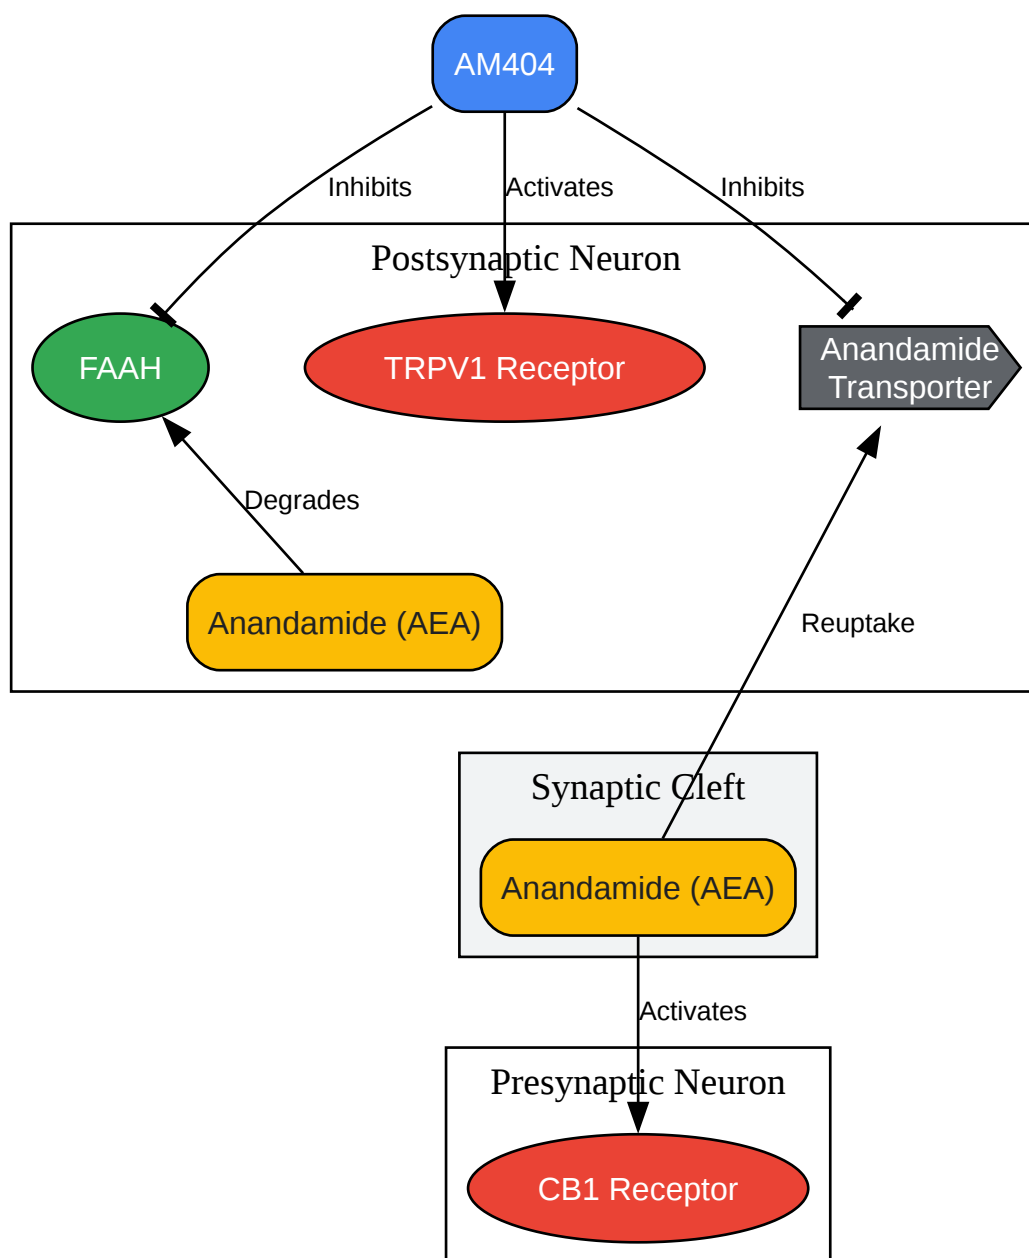 AM404
Inhibits
Activates
Inhibits
Postsynaptic Neuron
FAAH
TRPV1 Receptor
Anandamide
Transporter
Degrades
Anandamide (AEA)
Reuptake
Synaptic Cleft
Anandamide (AEA)
Activates
Presynaptic Neuron
CB1 Receptor